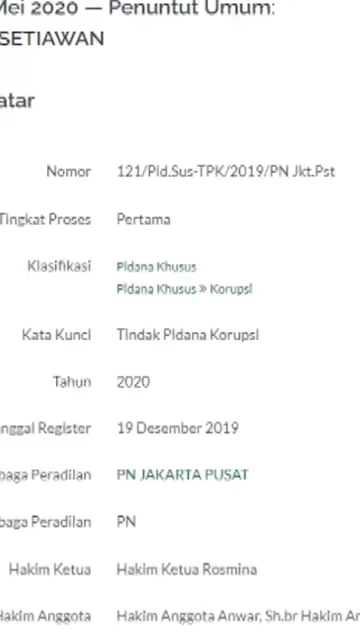 Mei 2020 — Penuntut Umum:
SETIAWAN
atar
Nomor 121/Pid.Sus-TPK/2019/PN Jkt.Pst
Tingkat Proses Pertama
Klasifikasi Pidana Khusus
Pidana Khusus » Korupsi
Kata Kunci Tindak Pidana Korupsi
Tahun 2020
nggal Register 19 Desember 2019
baga Peradilan PN JAKARTA PUSAT
baga Peradilan PN
Hakim Ketua Hakim Ketua Rosmina
Hakim Anggota Hakim Anggota Anwar, Sh.br Hakim An